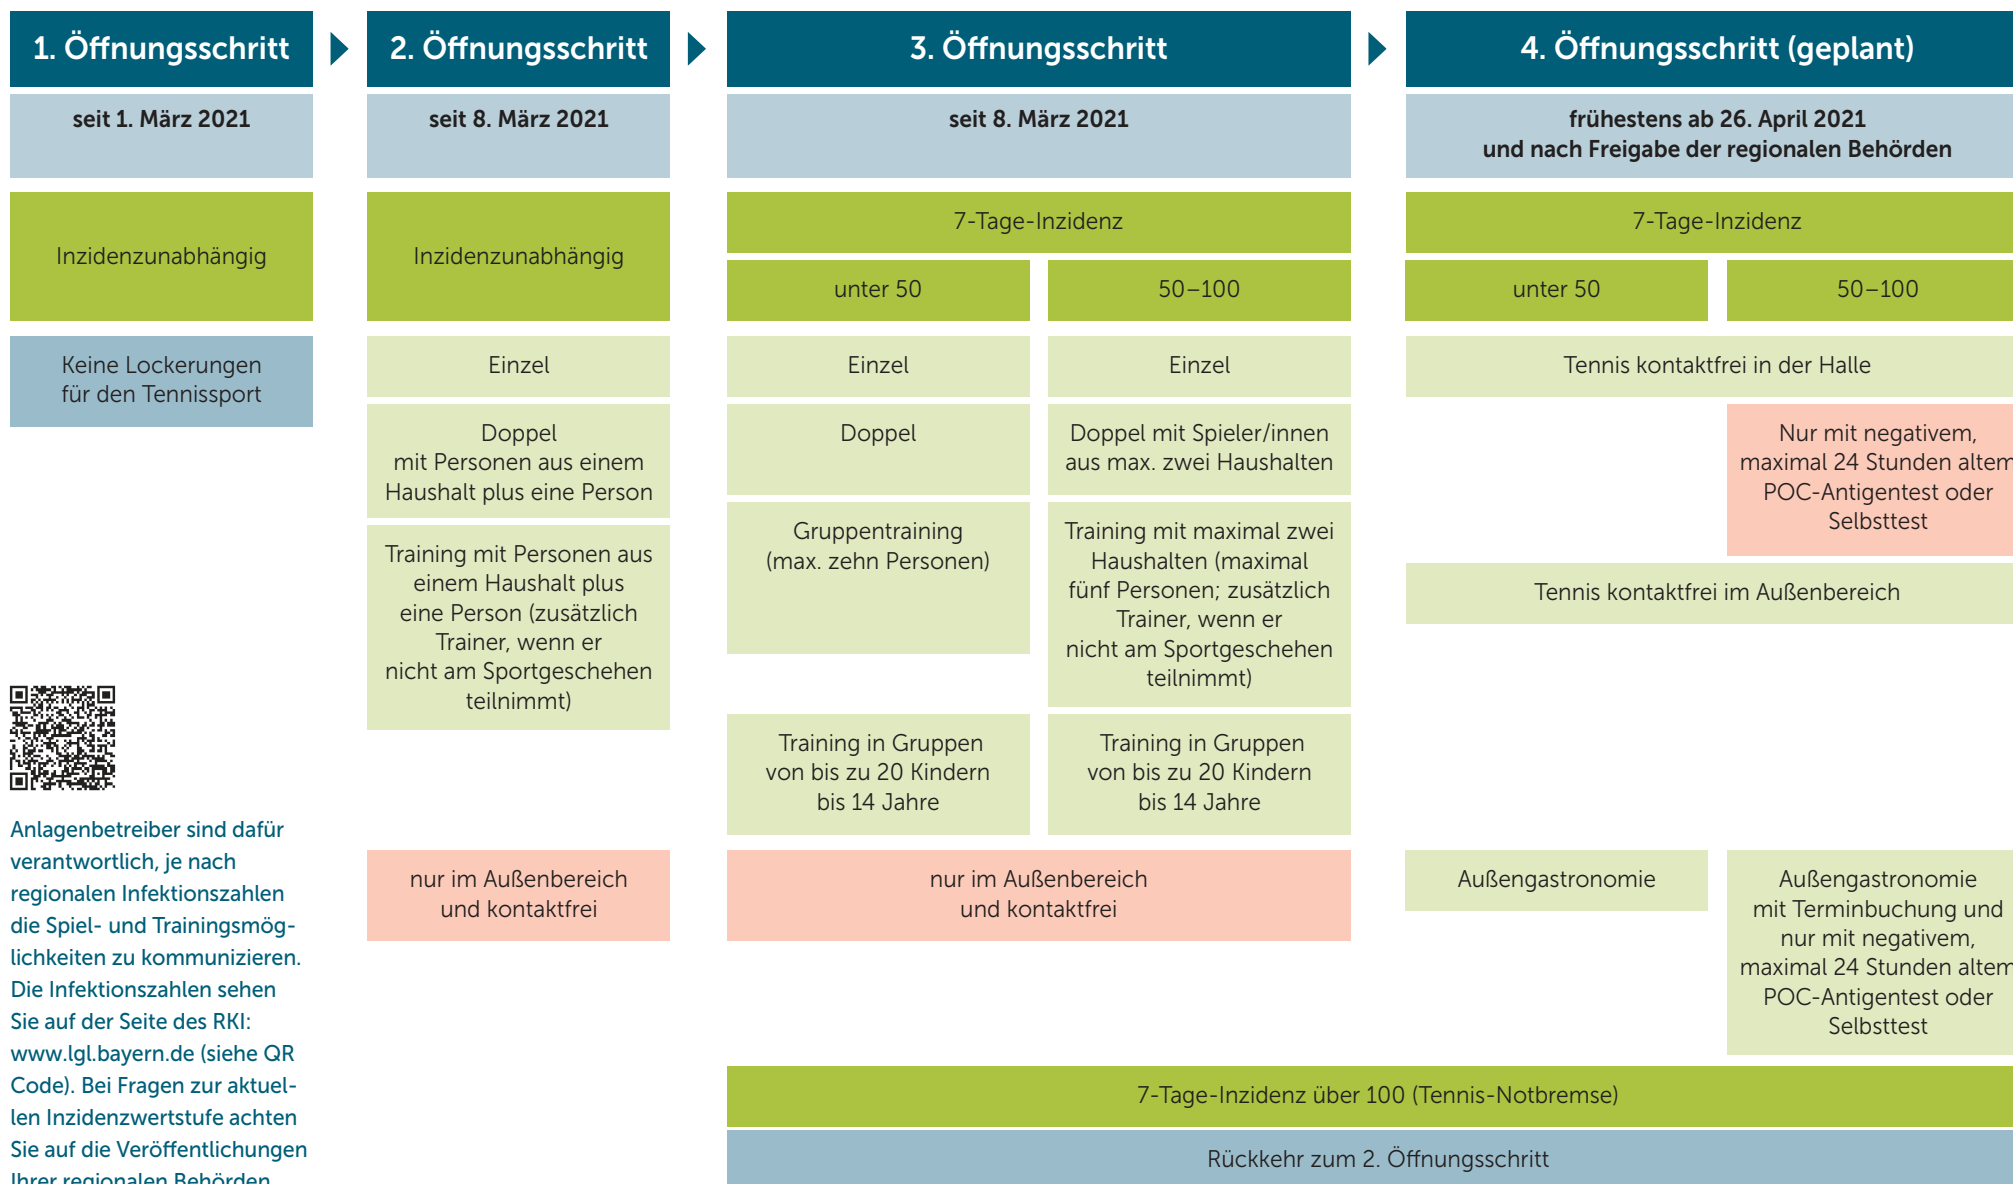 1. Öffnungsschritt
seit 1. März 2021
Inzidenzunabhängig
Keine Lockerungen
für den Tennissport
Anlagenbetreiber sind dafür
verantwortlich, je nach
regionalen Infektionszahlen
die Spiel- und Trainingsmög-
lichkeiten zu kommunizieren.
Die Infektionszahlen sehen
Sie auf der Seite des RKI:
www.lgl.bayern.de (siehe QR
Code). Bei Fragen zur aktuel-
len Inzidenzwertstufe achten
Sie auf die Veröffentlichungen
Ihrer regionalen Behörden
2. Öffnungsschritt
seit 8. März 2021
Inzidenzunabhängig
Einzel
Doppel
mit Personen aus einem
Haushalt plus eine Person
Training mit Personen aus
einem Haushalt plus
eine Person (zusätzlich
Trainer, wenn er
nicht am Sportgeschehen
teilnimmt)
nur im Außenbereich
und kontaktfrei
3. Öffnungsschritt
seit 8. März 2021
7-Tage-Inzidenz
unter 50
Einzel
Doppel
Gruppentraining
(max. zehn Personen)
Training in Gruppen
von bis zu 20 Kindern
bis 14 Jahre
50–100
Einzel
Doppel mit Spieler/innen
aus max. zwei Haushalten
Training mit maximal zwei
Haushalten (maximal
fünf Personen; zusätzlich
Trainer, wenn er
nicht am Sportgeschehen
teilnimmt)
Training in Gruppen
von bis zu 20 Kindern
bis 14 Jahre
nur im Außenbereich
und kontaktfrei
4. Öffnungsschritt (geplant)
frühestens ab 26. April 2021
und nach Freigabe der regionalen Behörden
7-Tage-Inzidenz
unter 50
50–100
Tennis kontaktfrei in der Halle
Nur mit negativem,
maximal 24 Stunden altem
POC-Antigentest oder
Selbsttest
Tennis kontaktfrei im Außenbereich
Außengastronomie
Außengastronomie
mit Terminbuchung und
nur mit negativem,
maximal 24 Stunden altem
POC-Antigentest oder
Selbsttest
7-Tage-Inzidenz über 100 (Tennis-Notbremse)
Rückkehr zum 2. Öffnungsschritt